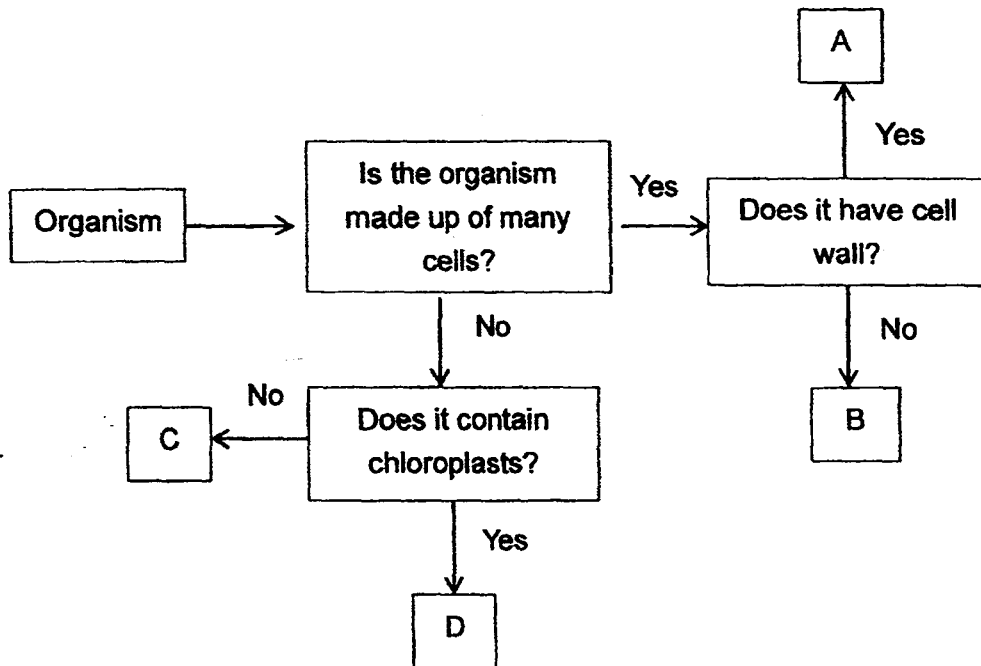 A
Yes
Organism
Is the organism
made up of many
cells?
Yes
Does it have cell
wall?
No
No
B
No
C
Does it contain
chloroplasts?
Yes
D